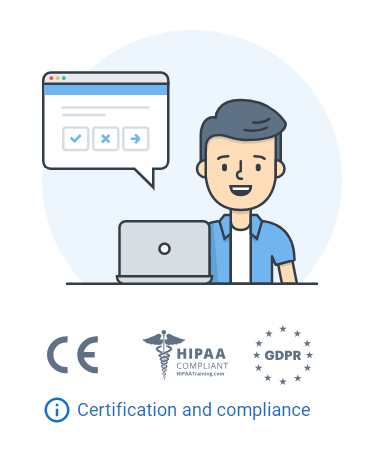 CE
HIPAA
COMPLIANT
HIPAATraining.com
GDPR
Certification and compliance